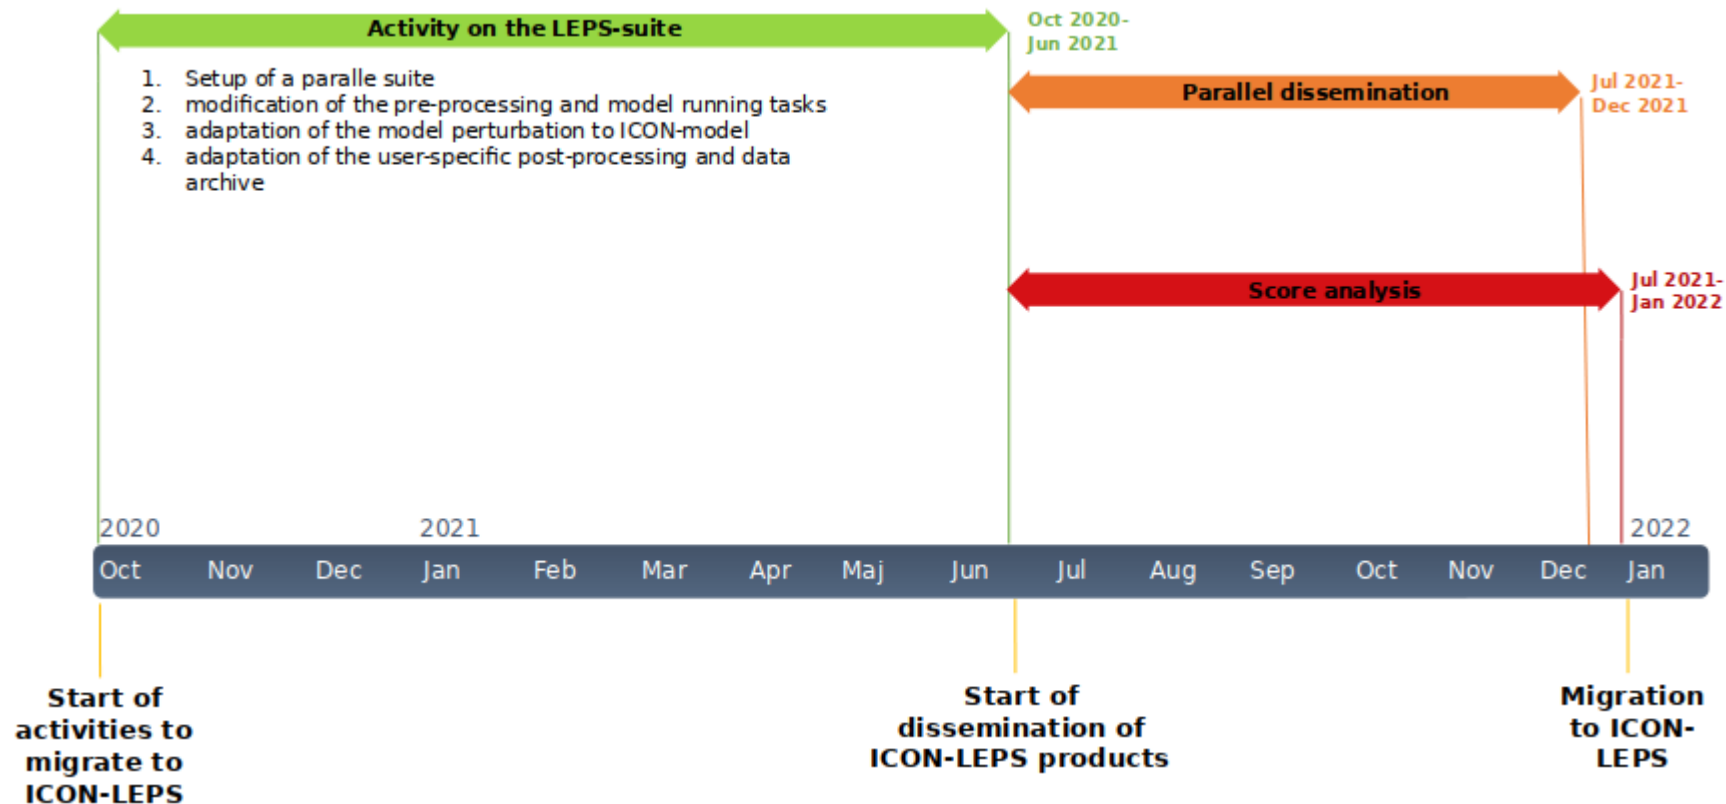 Activity on the LEPS-suite
Oct 2020-
Jun 2021
1. Setup of a paralle suite
2. modification of the pre-processing and model running tasks
3. adaptation of the model perturbation to ICON-model
4. adaptation of the user-specific post-processing and data
archive
Parallel dissemination
Jul 2021-
Dec 2021
Score analysis
Jul 2021-
Jan 2022
2020 2021 2022
Oct Nov Dec Jan Feb Mar Apr Maj Jun Jul Aug Sep Oct Nov Dec Jan
Start of
activities to
migrate to
ICON-LEPS
Start of
dissemination of
ICON-LEPS products
Migration
to ICON-
LEPS